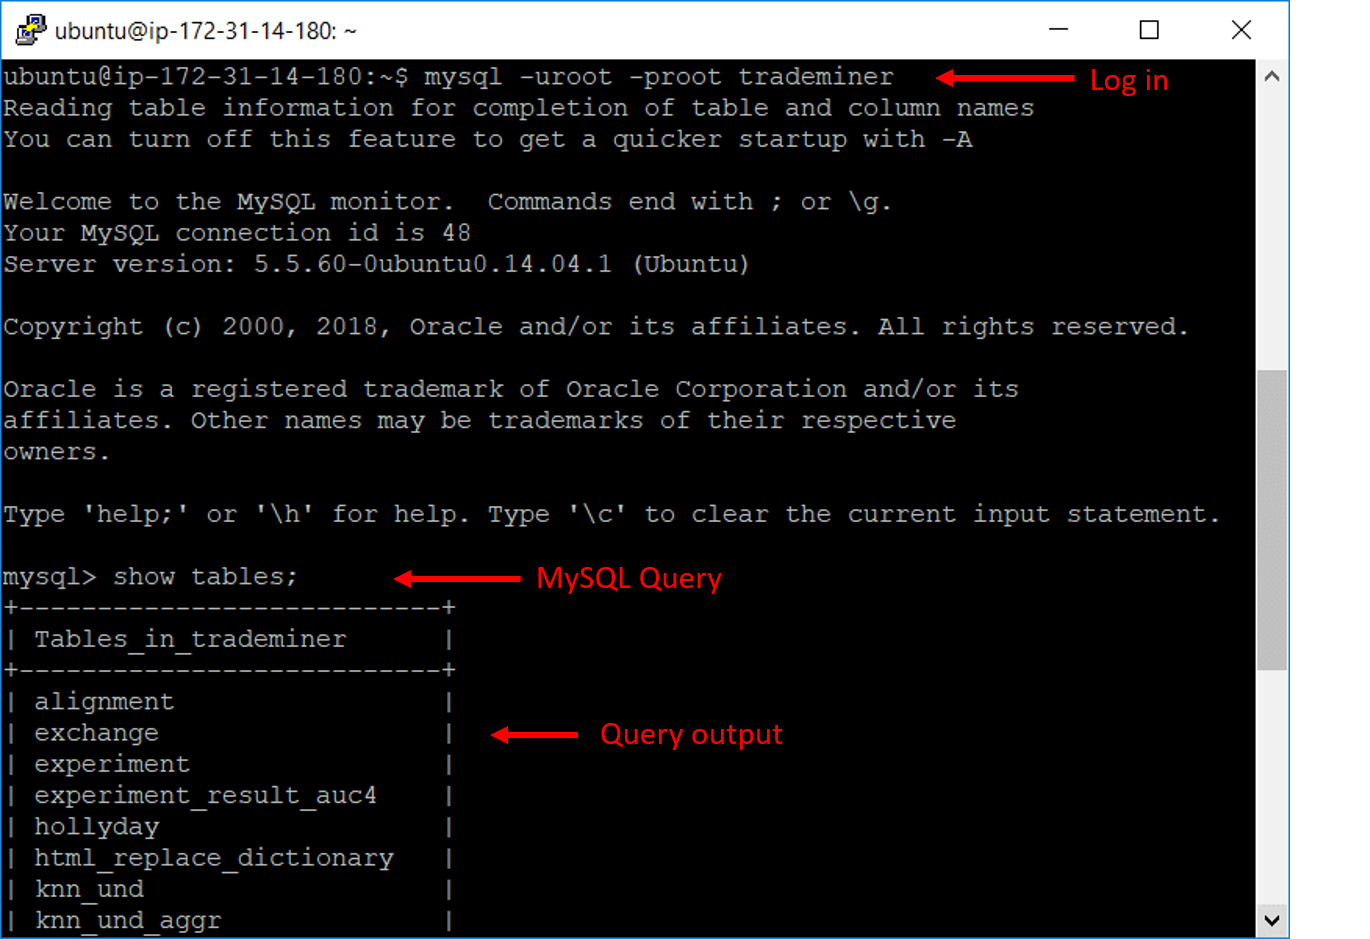 ubuntu@ip-172-31-14-180: ~
ubuntu@ip-172-31-14-180:~$ mysql -uroot -proot trademiner
Log in
Reading table information for completion of table and column names
You can turn off this feature to get a quicker startup with -A
Welcome to the MySQL monitor.  Commands end with ; or \g.
Your MySQL connection id is 48
Server version: 5.5.60-0ubuntu0.14.04.1 (Ubuntu)
Copyright (c) 2000, 2018, Oracle and/or its affiliates. All rights reserved.
Oracle is a registered trademark of Oracle Corporation and/or its
affiliates. Other names may be trademarks of their respective
owners.
Type 'help;' or '\h' for help. Type '\c' to clear the current input statement.
mysql> show tables;
MySQL Query
+---------------------------+
| Tables_in_trademiner      |
+---------------------------+
| alignment                 |
| exchange                  |
Query output
| experiment                |
| experiment_result_auc4    |
| hollyday                  |
| html_replace_dictionary   |
| knn_und                   |
| knn_und_aggr              |